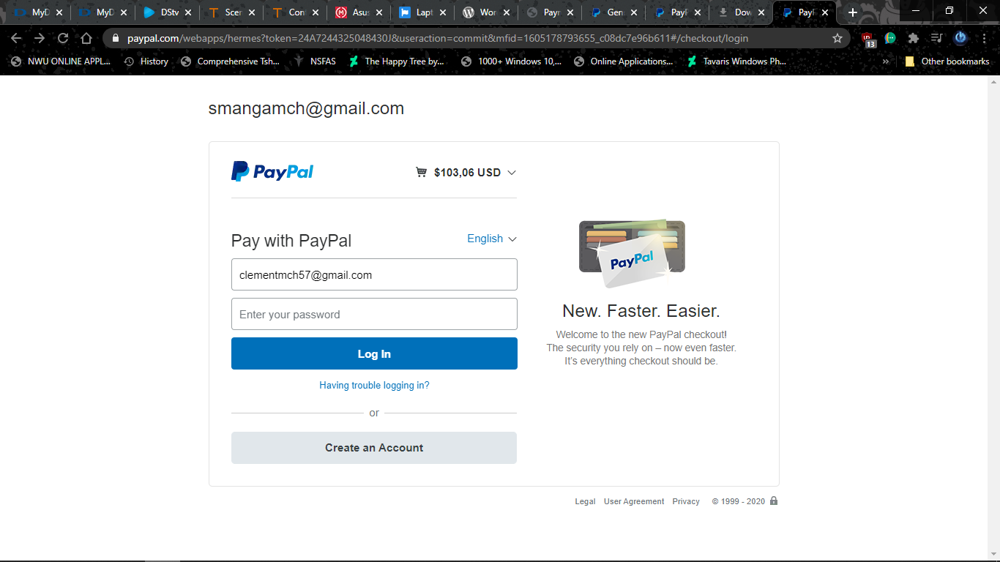 MyD
MyD
DStv
Scer
Con
Asus
Lapt
Wor
Payn
Gen
PayI
Dow
PayF
paypal.com/webapps/hermes?token=24A7244325048430J&useraction=commit&mfid=1605178793655_c08dc7e96b611#/checkout/login
13
NWU ONLINE APPL...
History
Comprehensive Tsh...
NSFAS
The Happy Tree by...
1000+ Windows 10,...
Online Applications...
Tavaris Windows Ph...
»
Other bookmarks
smangamch@gmail.com
PayPal
$103,06 USD
Pay with PayPal
English
clementmch57@gmail.com
Enter your password
Log In
Having trouble logging in?
or
Create an Account
PayPal
New. Faster. Easier.
Welcome to the new PayPal checkout!
The security you rely on – now even faster.
It's everything checkout should be.
Legal User Agreement Privacy © 1999 - 2020